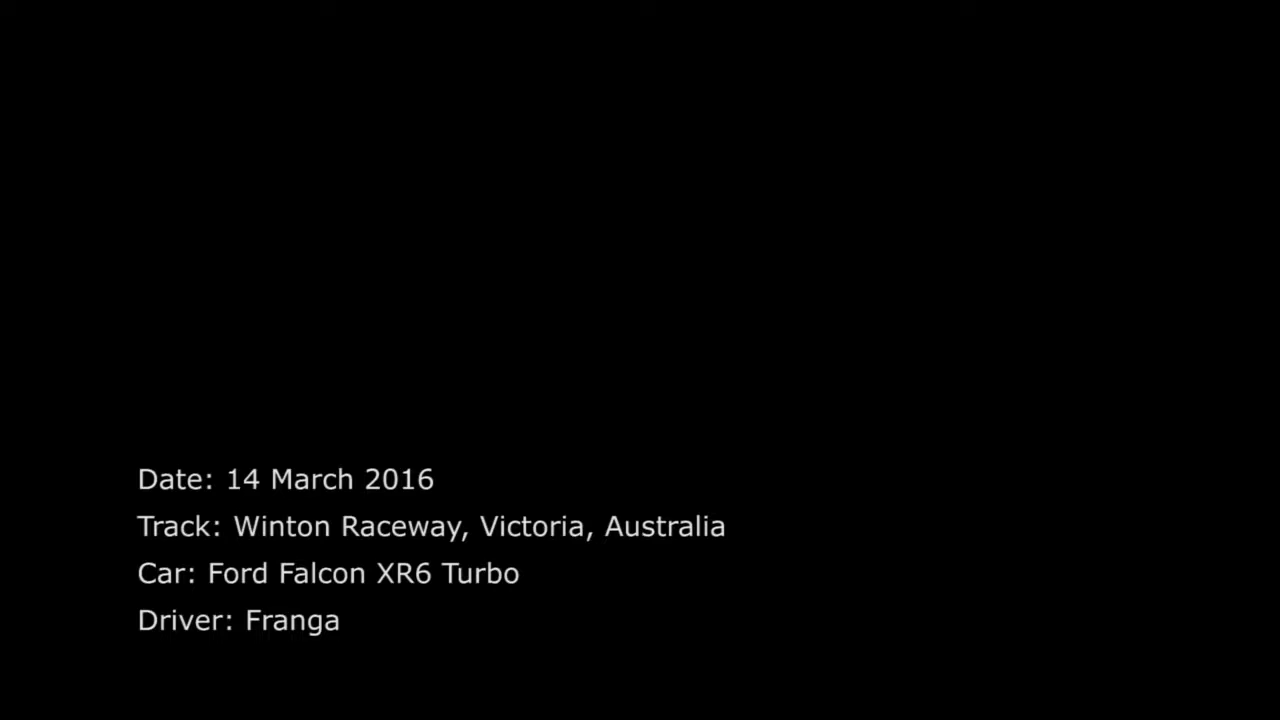 Date: 14 March 2016
Track: Winton Raceway, Victoria, Australia
Car: Ford Falcon XR6 Turbo
Driver: Franga